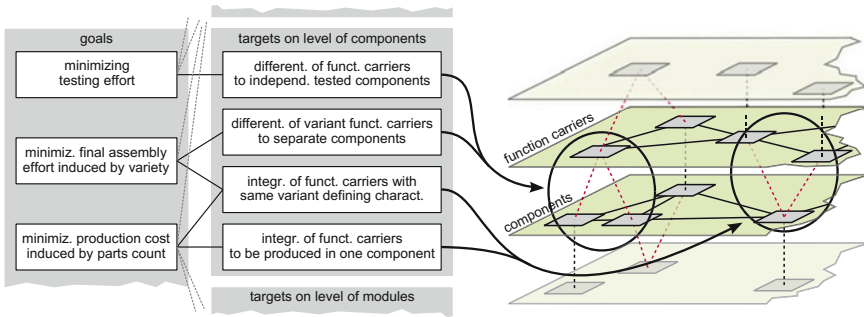 goals
minimizing
testing effort
minimiz. final assembly
effort induced by variety
minimiz. production cost
induced by parts count
targets on level of components
different. of funct. carriers
to independ. tested components
different. of variant funct. carriers
to separate components
integr. of funct. carriers with
same variant defining charact.
integr. of funct. carriers
to be produced in one component
targets on level of modules
function carriers
components